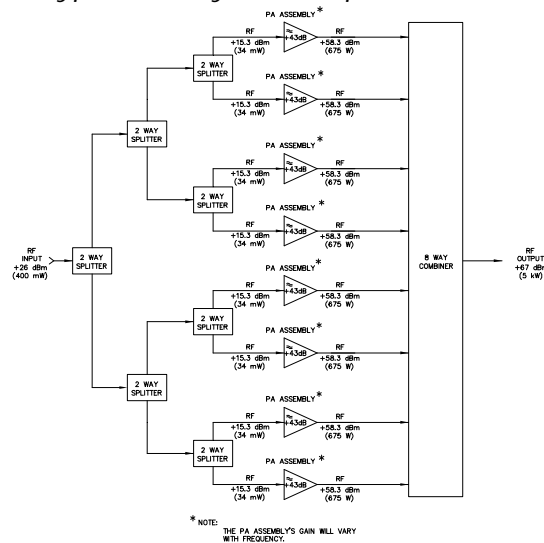 PA ASSEMBLY*
RF
+15.3 dBm
(34 mW)
≈
+43dB
RF
+58.3 dBm
(675 W)
2 WAY
SPLITTER
PA ASSEMBLY*
RF
+15.3 dBm
(34 mW)
≈
+43dB
RF
+58.3 dBm
(675 W)
2 WAY
SPLITTER
PA ASSEMBLY*
RF
+15.3 dBm
(34 mW)
≈
+43dB
RF
+58.3 dBm
(675 W)
2 WAY
SPLITTER
PA ASSEMBLY*
RF
+15.3 dBm
(34 mW)
≈
+43dB
RF
+58.3 dBm
(675 W)
RF
INPUT
+26 dBm
(400 mW)
2 WAY
SPLITTER
8 WAY
COMBINER
RF
OUTPUT
+67 dBm
(5 kW)
PA ASSEMBLY*
RF
+15.3 dBm
(34 mW)
≈
+43dB
RF
+58.3 dBm
(675 W)
2 WAY
SPLITTER
PA ASSEMBLY*
RF
+15.3 dBm
(34 mW)
≈
+43dB
RF
+58.3 dBm
(675 W)
2 WAY
SPLITTER
PA ASSEMBLY*
RF
+15.3 dBm
(34 mW)
≈
+43dB
RF
+58.3 dBm
(675 W)
2 WAY
SPLITTER
PA ASSEMBLY*
RF
+15.3 dBm
(34 mW)
≈
+43dB
RF
+58.3 dBm
(675 W)
* NOTE:
THE PA ASSEMBLY'S GAIN WILL VARY
WITH FREQUENCY.